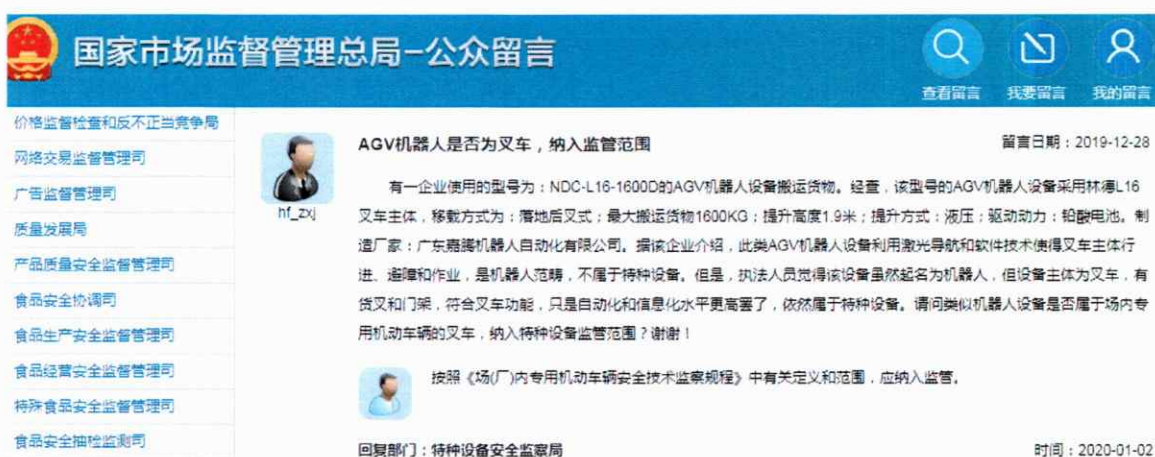 国家市场监督管理总局-公众留言
查看留言
我要留言
我的留言
价格监督检查和反不正当竞争局
网络交易监督管理司
广告监督管理司
质量发展局
产品质量安全监督管理司
食品安全协调司
食品生产安全监督管理司
食品经营安全监督管理司
特殊食品安全监督管理司
食品安全抽检监测司
hf_zxj
AGV机器人是否为叉车，纳入监管范围
留言日期：2019-12-28
有一企业使用的型号为：NDC-L16-1600D的AGV机器人设备搬运货物。经查，该型号的AGV机器人设备采用林德L16
叉车主体，移载方式为：落地后叉式；最大搬运货物1600KG；提升高度1.9米；提升方式：液压；驱动动力：铅酸电池。制
造厂家：广东嘉腾机器人自动化有限公司。据该企业介绍，此类AGV机器人设备利用激光导航和软件技术使得叉车主体行
进、避障和作业，是机器人范畴，不属于特种设备。但是，执法人员觉得该设备虽然起名为机器人，但设备主体为叉车，有
货叉和门架，符合叉车功能，只是自动化和信息化水平更高罢了，依然属于特种设备。请问类似机器人设备是否属于场内专
用机动车辆的叉车，纳入特种设备监管范围？谢谢！
按照《场(厂)内专用机动车辆安全技术监察规程》中有关定义和范围，应纳入监管。
回复部门：特种设备安全监察局
时间：2020-01-02